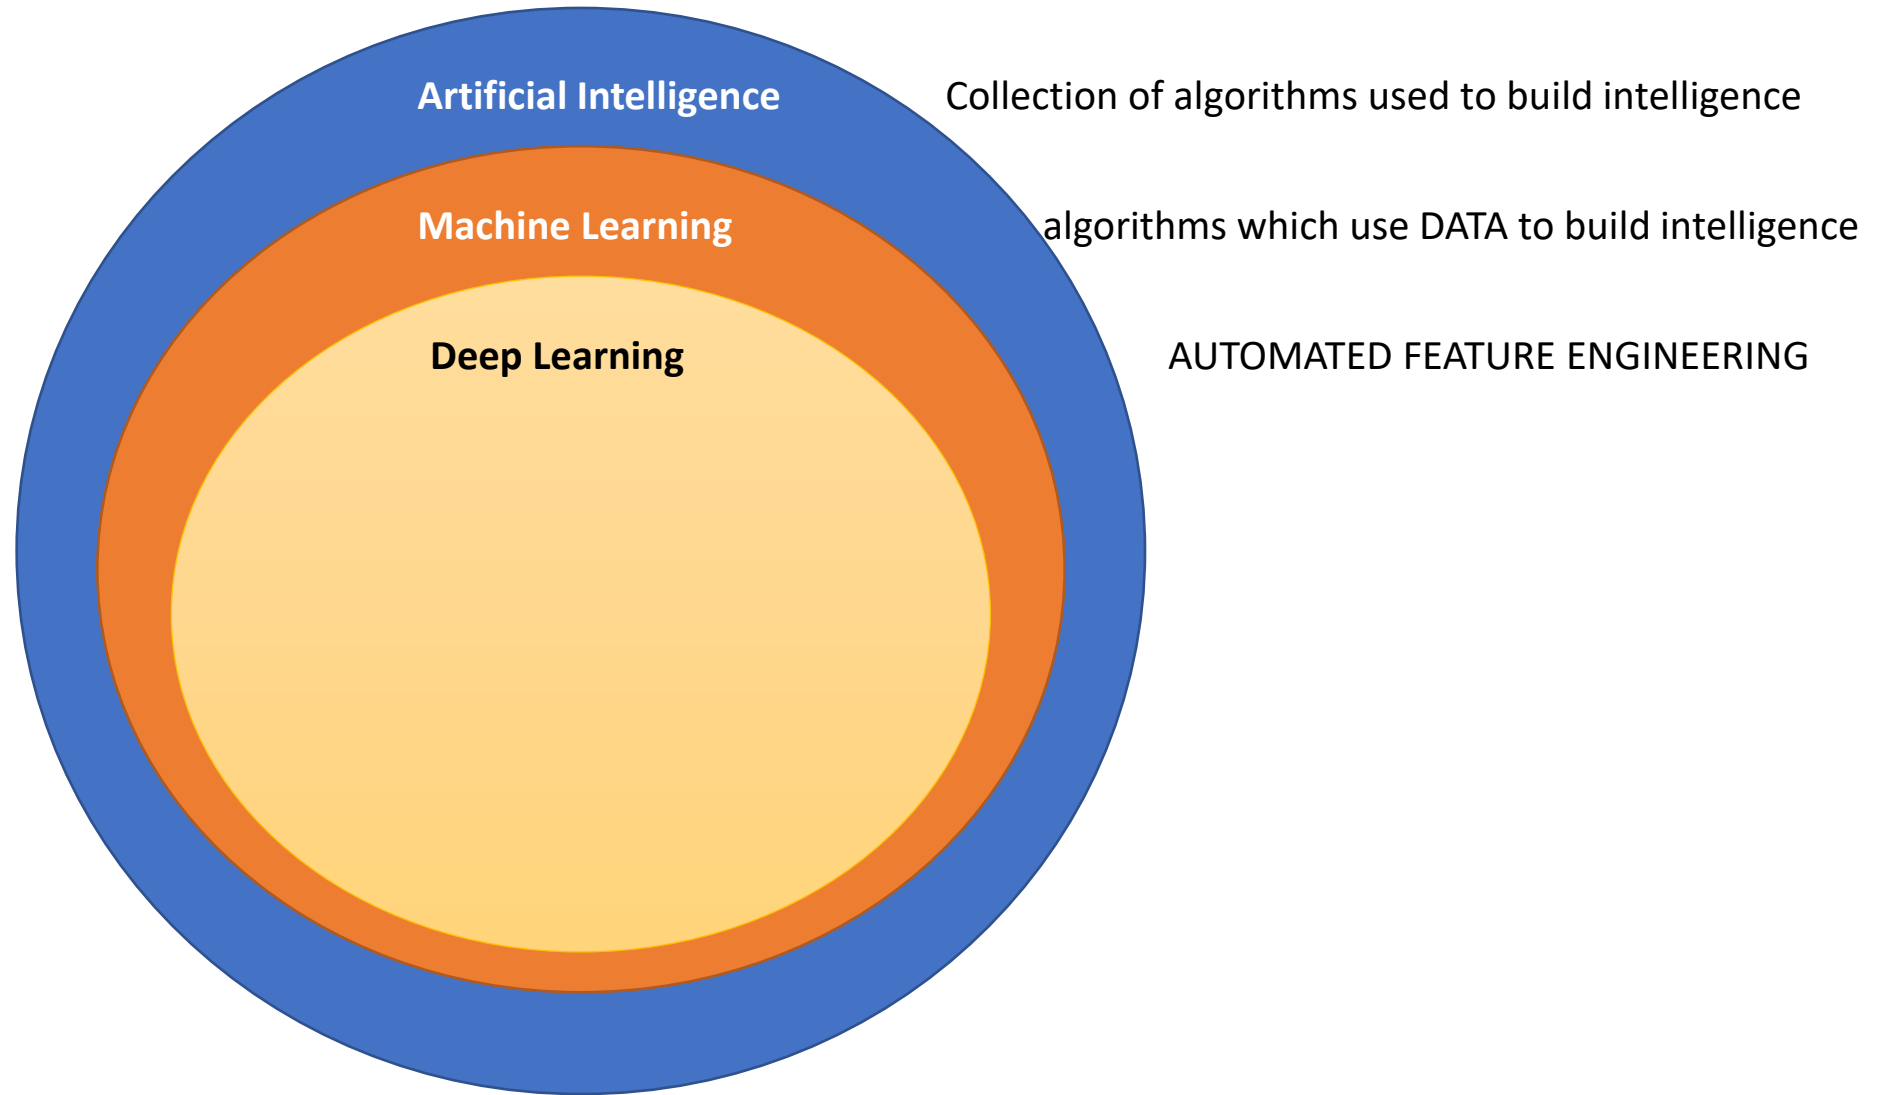 Artificial Intelligence Collection of algorithms used to build intelligence
Machine Learning algorithms which use DATA to build intelligence
Deep Learning AUTOMATED FEATURE ENGINEERING